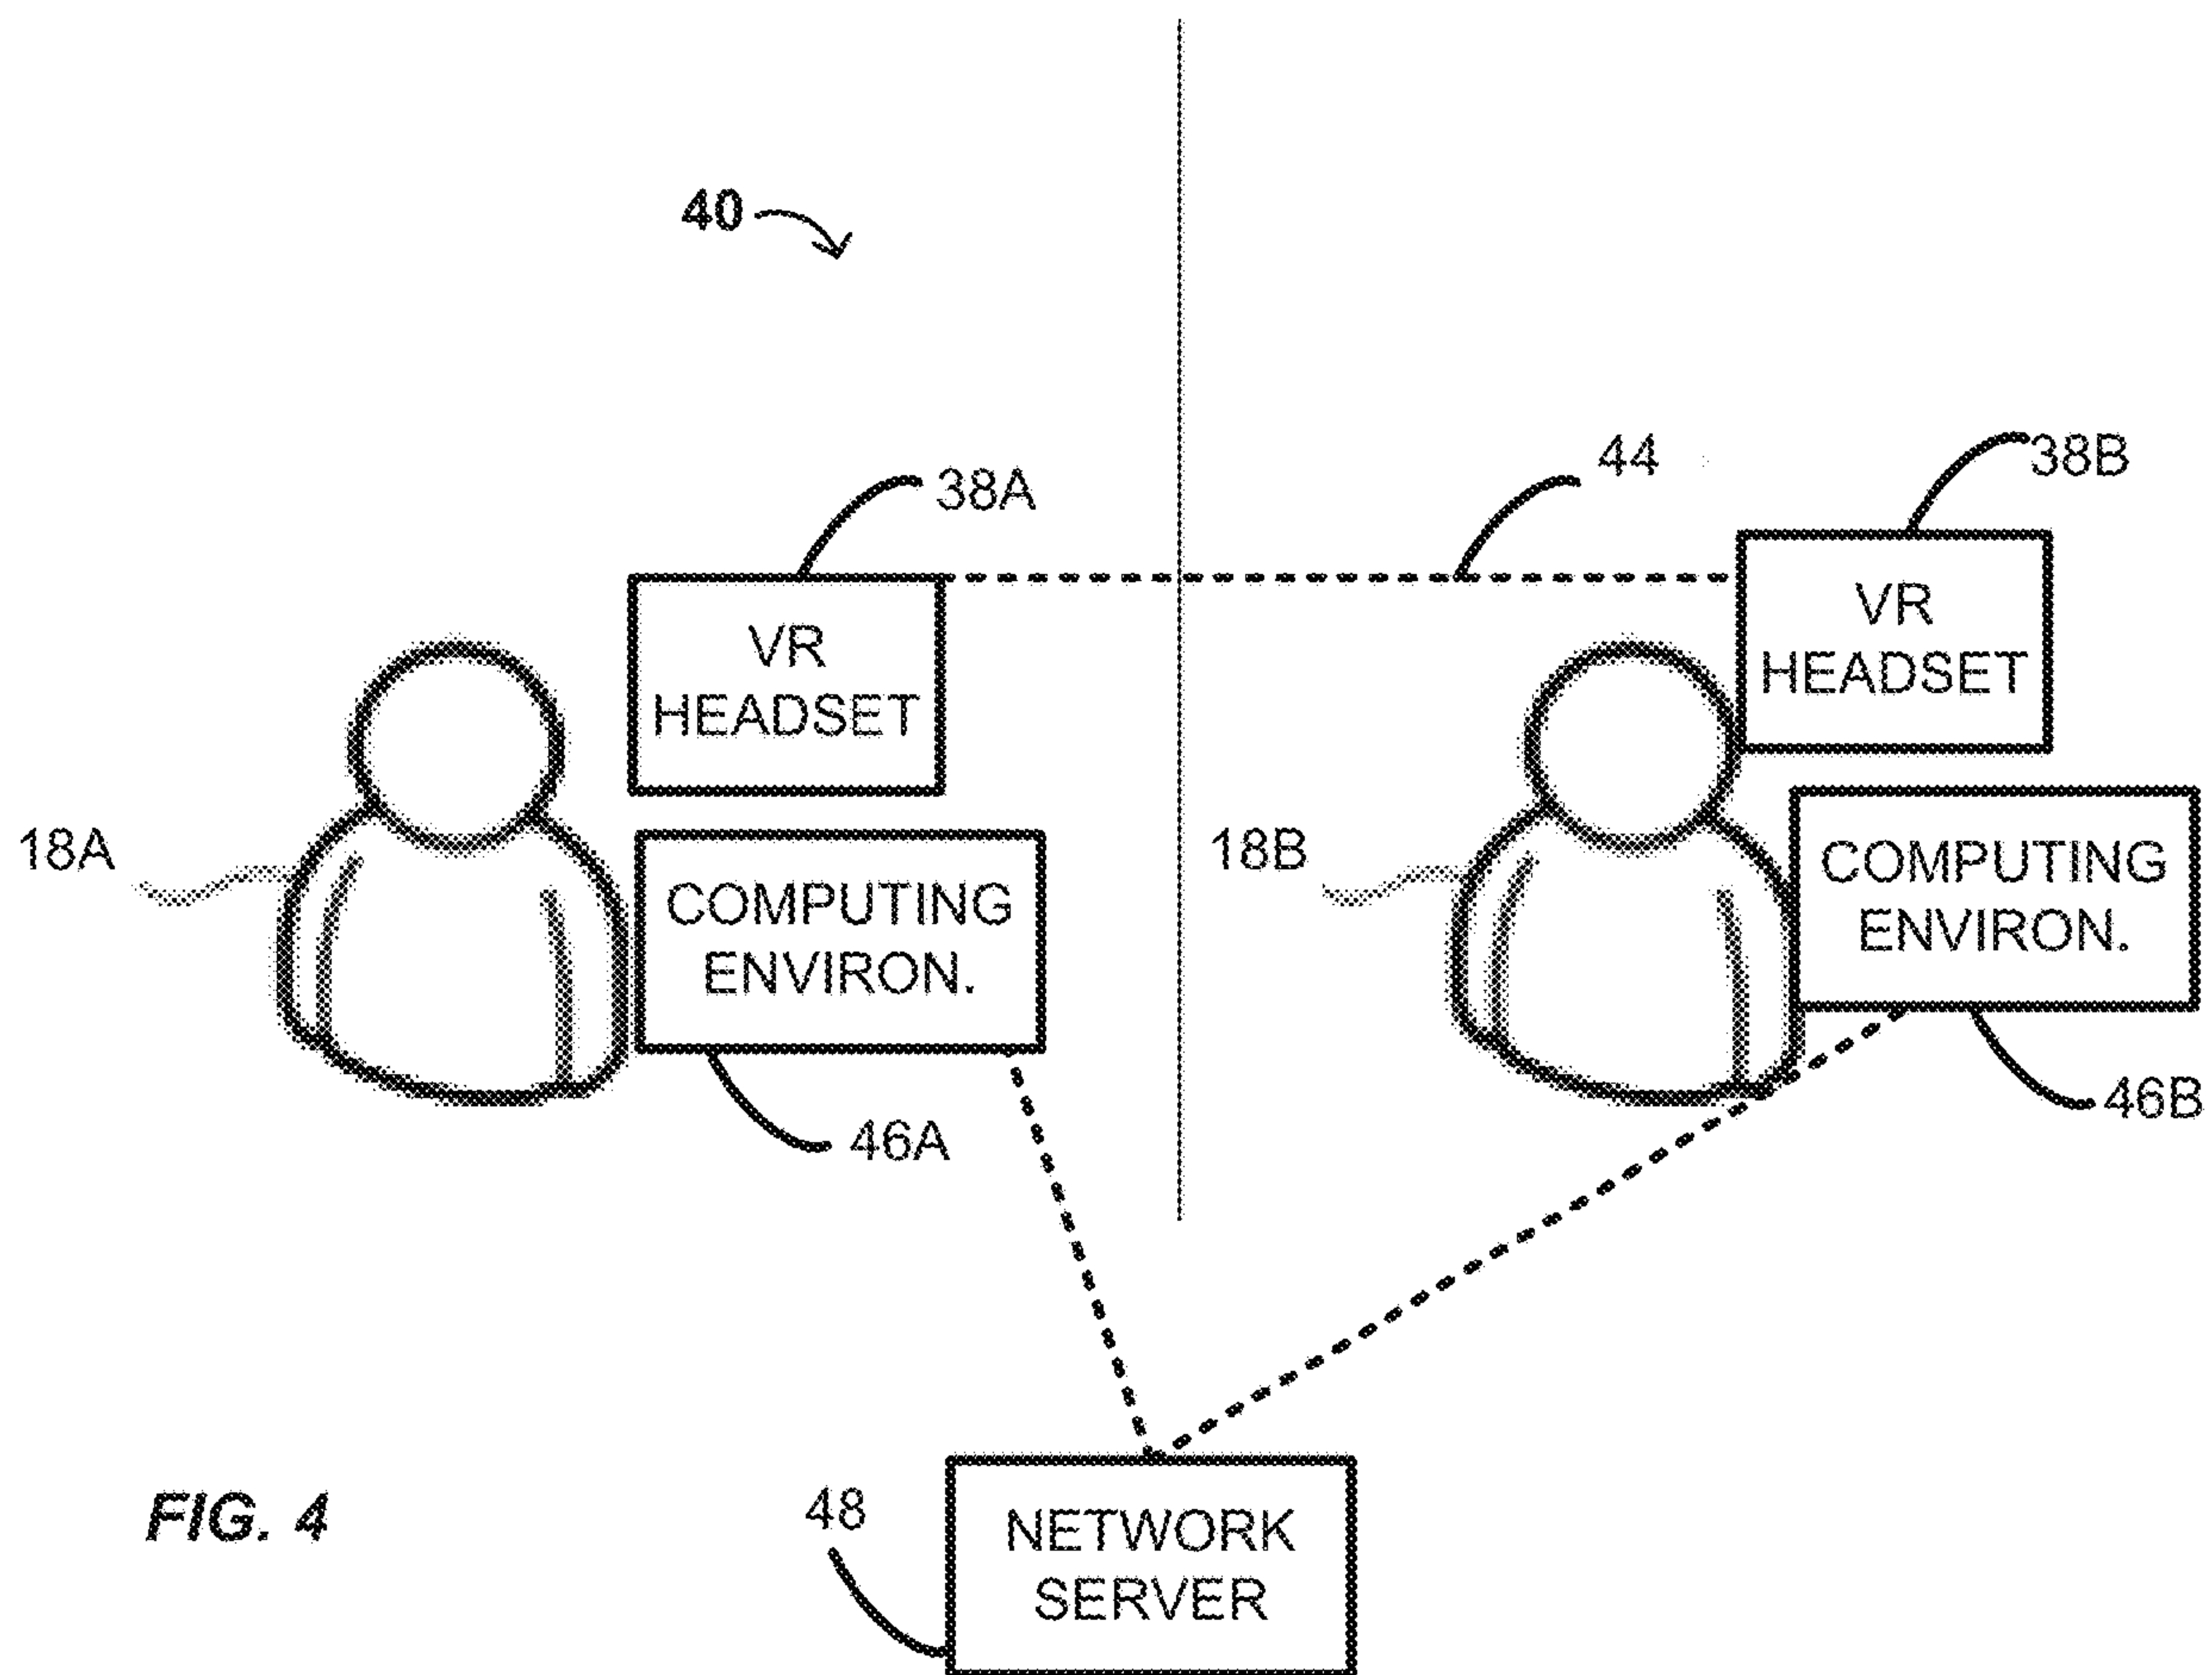 40
44
38B
38A
VR
HEADSET
VR
HEADSET
18A
18B
COMPUTING
ENVIRON.
COMPUTING
ENVIRON.
46A
46B
48
NETWORK
SERVER
FIG. 4